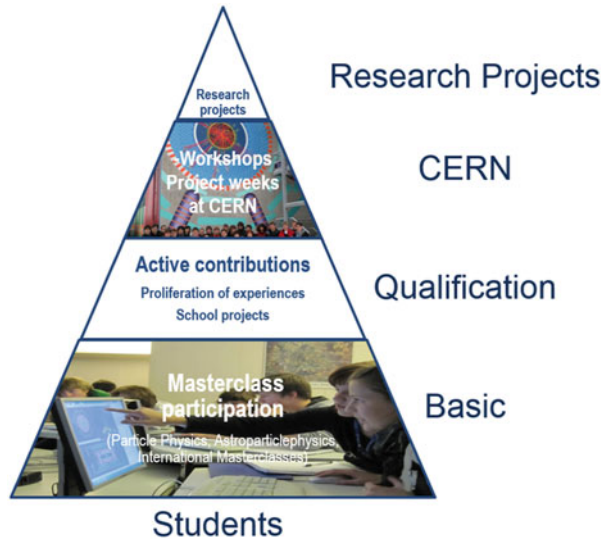 Research
projects
Research Projects
Workshops
Project weeks
at CERN
CERN
Active contributions
Proliferation of experiences
School projects
Qualification
Masterclass
participation
(Particle Physics, Astroparticlephysics,
International Masterclasses)
Basic
Students